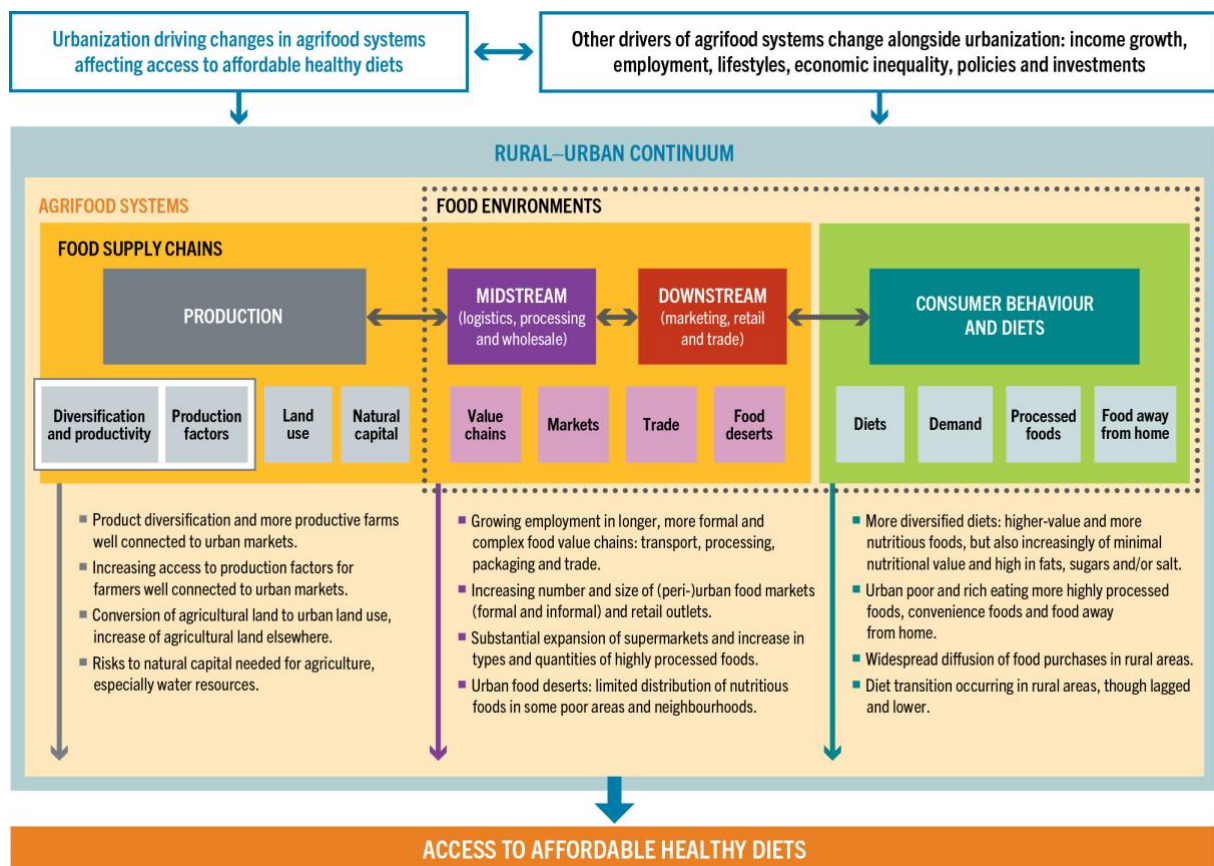 Urbanization driving changes in agrifood systems
affecting access to affordable healthy diets
Other drivers of agrifood systems change alongside urbanization: income growth,
employment, lifestyles, economic inequality, policies and investments
RURAL–URBAN CONTINUUM
AGRIFOOD SYSTEMS
FOOD ENVIRONMENTS
FOOD SUPPLY CHAINS
PRODUCTION
MIDSTREAM
(logistics, processing
and wholesale)
DOWNSTREAM
(marketing, retail
and trade)
CONSUMER BEHAVIOUR
AND DIETS
Diversification
and productivity
Production
factors
Land
use
Natural
capital
Value
chains
Markets
Trade
Food
deserts
Diets
Demand
Processed
foods
Food away
from home
■ Product diversification and more productive farms
well connected to urban markets.
■ Increasing access to production factors for
farmers well connected to urban markets.
■ Conversion of agricultural land to urban land use,
increase of agricultural land elsewhere.
■ Risks to natural capital needed for agriculture,
especially water resources.
■ Growing employment in longer, more formal and
complex food value chains: transport, processing,
packaging and trade.
■ Increasing number and size of (peri-)urban food markets
(formal and informal) and retail outlets.
■ Substantial expansion of supermarkets and increase in
types and quantities of highly processed foods.
■ Urban food deserts: limited distribution of nutritious
foods in some poor areas and neighbourhoods.
■ More diversified diets: higher-value and more
nutritious foods, but also increasingly of minimal
nutritional value and high in fats, sugars and/or salt.
■ Urban poor and rich eating more highly processed
foods, convenience foods and food away
from home.
■ Widespread diffusion of food purchases in rural areas.
■ Diet transition occurring in rural areas, though lagged
and lower.
ACCESS TO AFFORDABLE HEALTHY DIETS